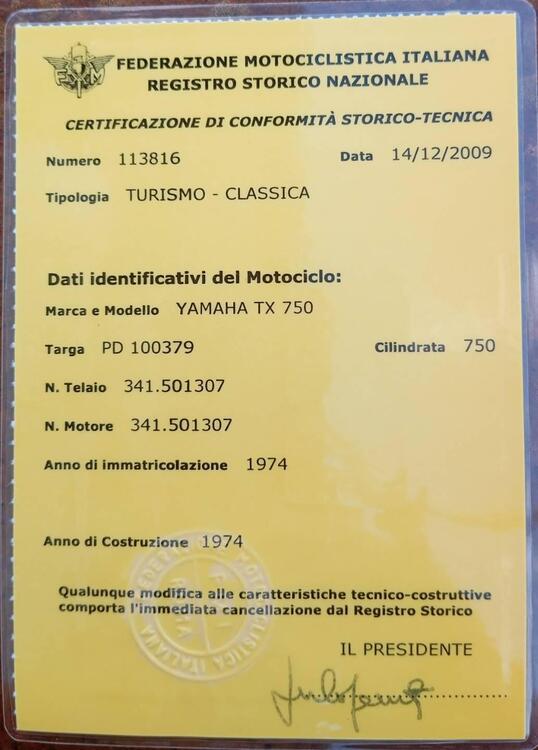 FMI
FEDERAZIONE MOTOCICLISTICA ITALIANA
REGISTRO STORICO NAZIONALE
CERTIFICAZIONE DI CONFORMITÀ STORICO-TECNICA
Numero 113816 Data 14/12/2009
Tipologia TURISMO - CLASSICA
Dati identificativi del Motociclo:
Marca e Modello YAMAHA TX 750
Targa PD 100379 Cilindrata 750
N. Telaio 341.501307
N. Motore 341.501307
Anno di immatricolazione 1974
Anno di Costruzione 1974
Qualunque modifica alle caratteristiche tecnico-costruttive
comporta l'immediata cancellazione dal Registro Storico
IL PRESIDENTE